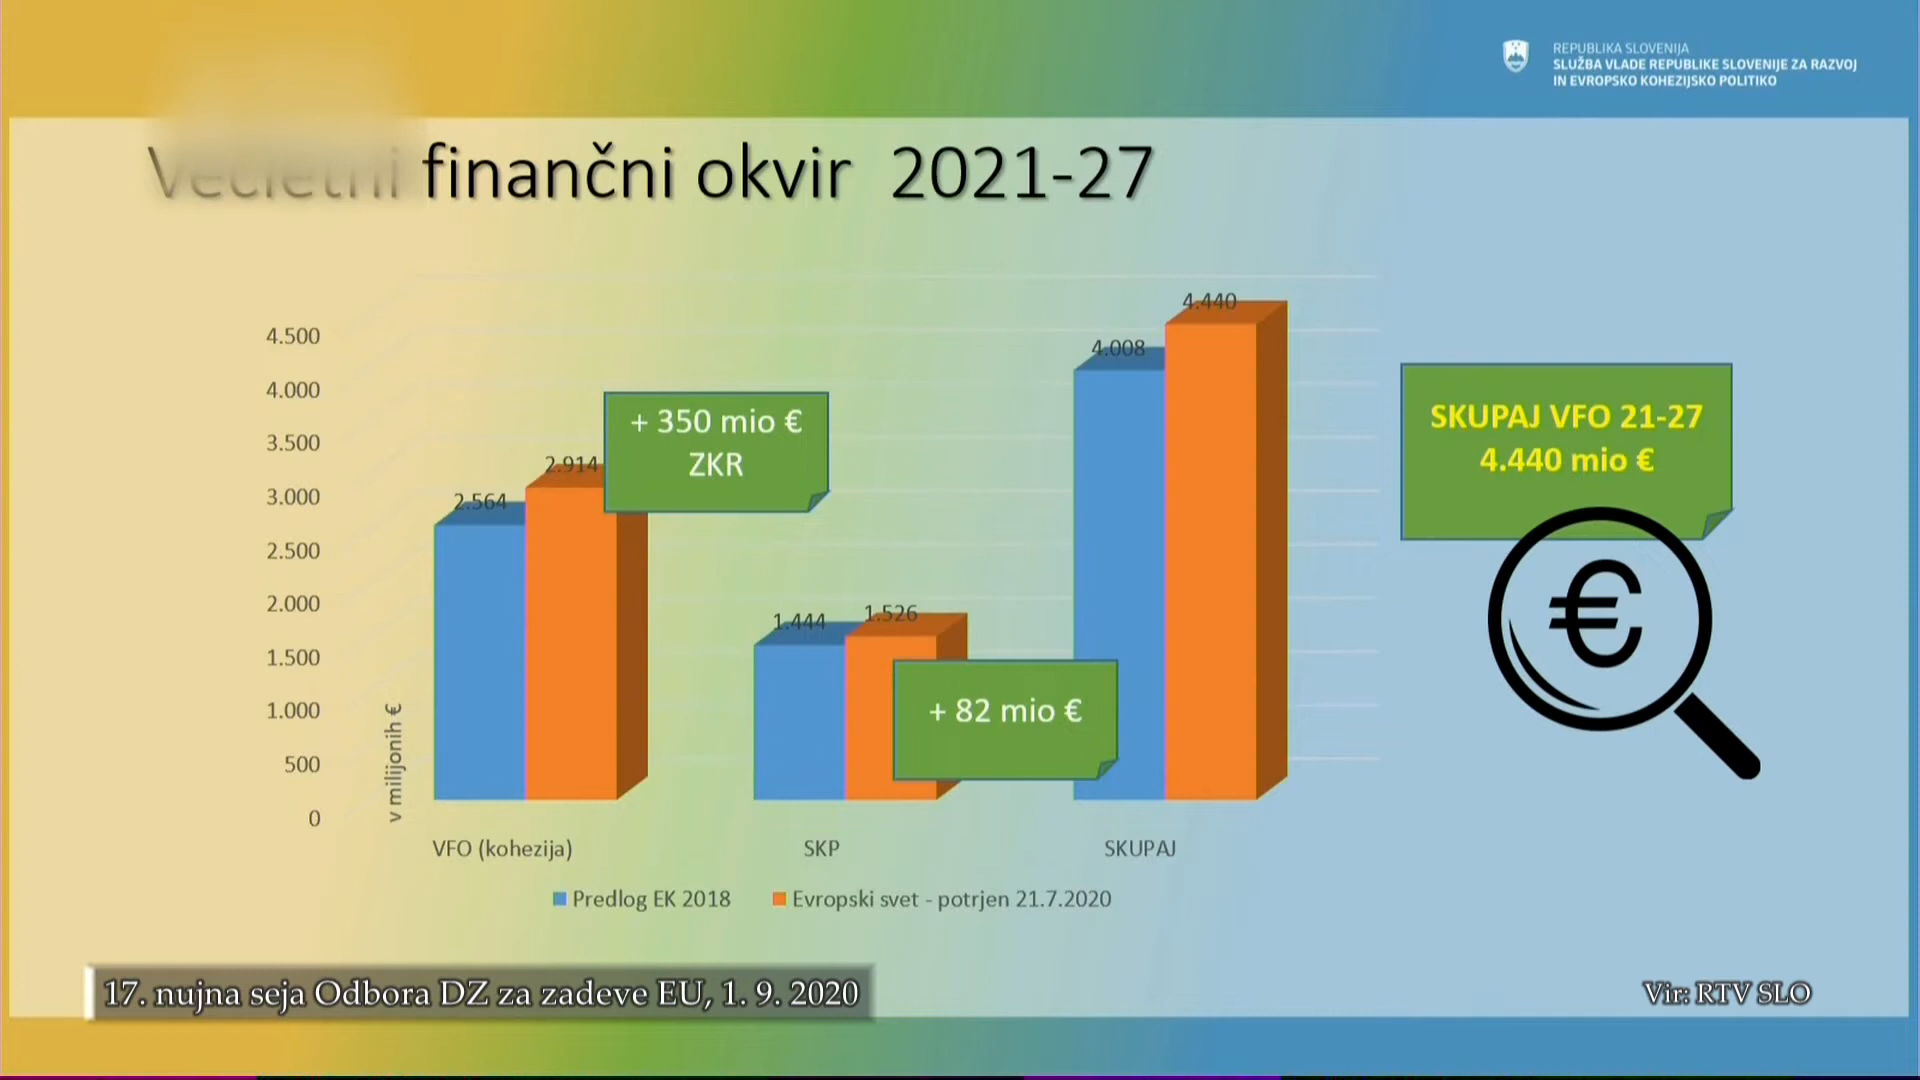 REPUBLIKA SLOVENIJA
SLUŽBA VLADE REPUBLIKE SLOVENIJE ZA RAZVOJ
IN EVROPSKO KOHEZIJSKO POLITIKO
Večletni finančni okvir 2021-27
4.500
4.000
3.500
3.000
2.500
2.000
1.500
1.000
500
0
v milijonih €
2.564
2.914
+ 350 mio €
ZKR
1.444
1.526
+ 82 mio €
4.008
4.440
SKUPAJ VFO 21-27
4.440 mio €
€
VFO (kohezija)
SKP
SKUPAJ
Predlog EK 2018
Evropski svet - potrjen 21.7.2020
17. nujna seja Odbora DZ za zadeve EU, 1. 9. 2020
Vir: RTV SLO